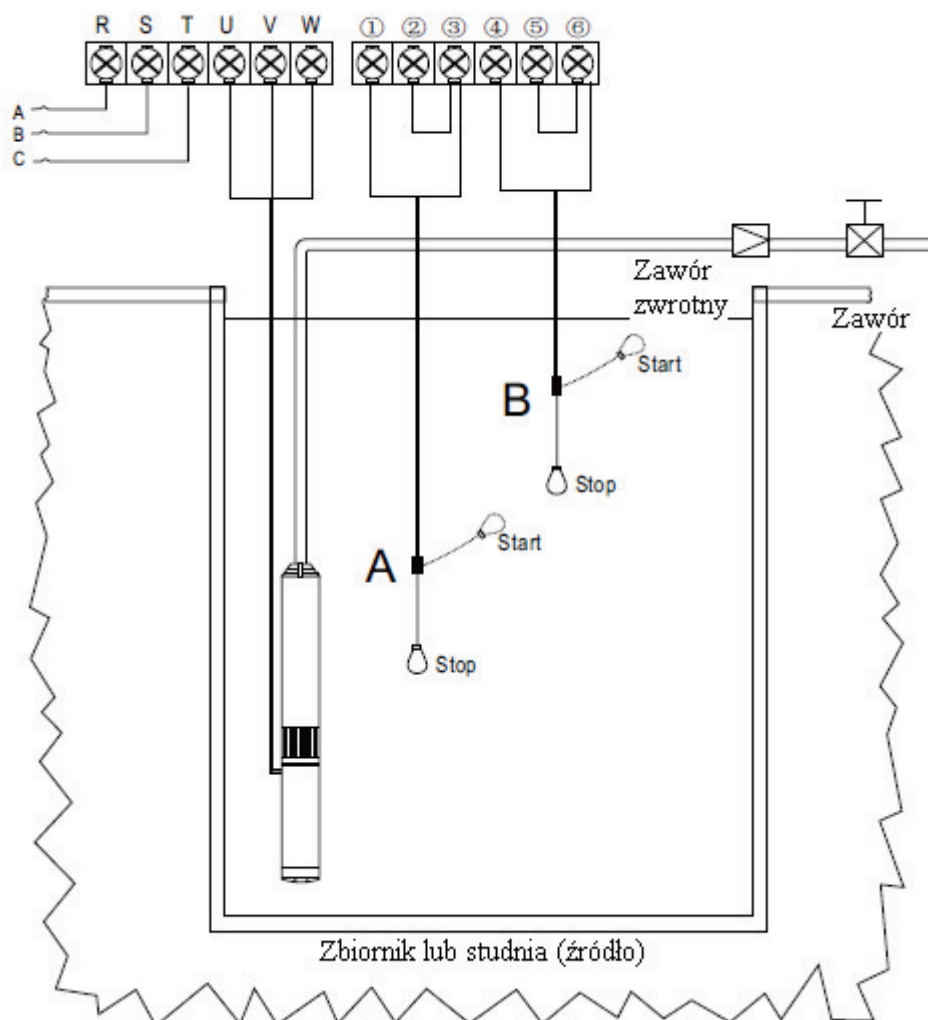 R S T U V W ① ② ③ ④ ⑤ ⑥
A
B
C
Zawór
zwrotny
Zawór
Start
B
Stop
Start
A
Stop
Zbiornik lub studnia (źródło)